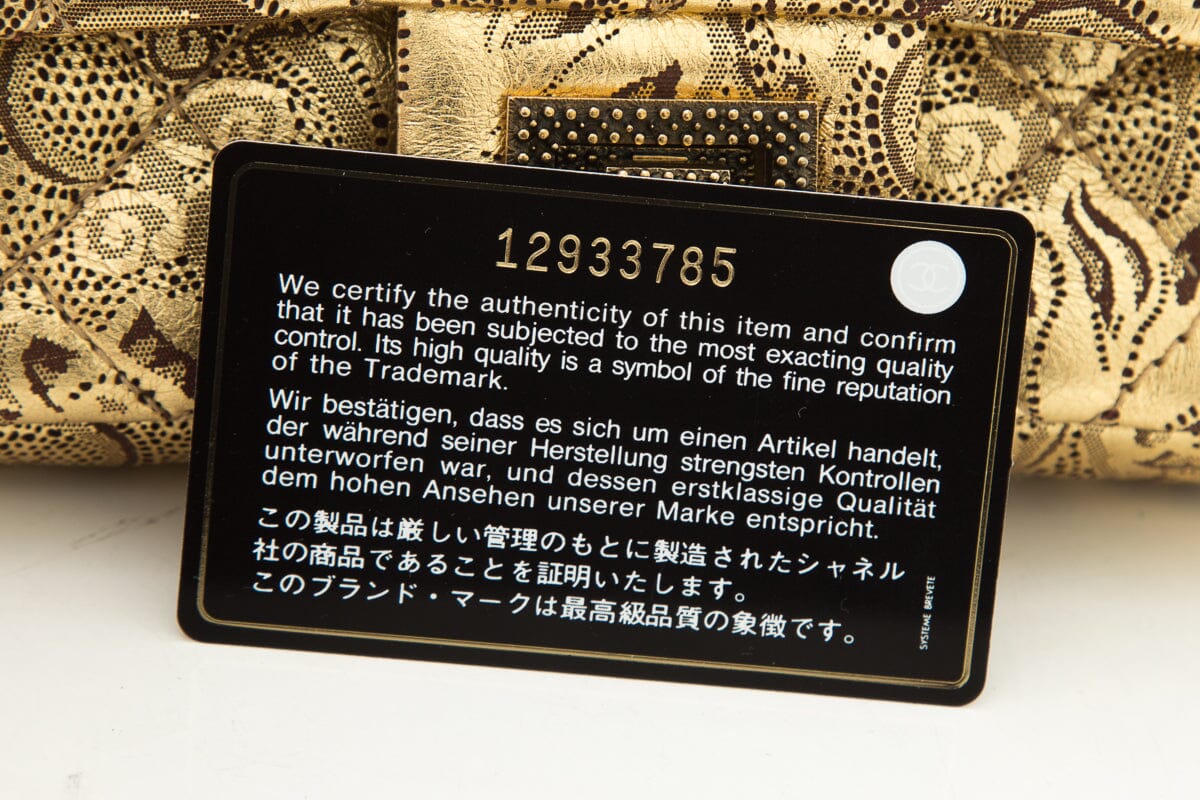 12933785
We certify the authenticity of this item and confirm
that it has been subjected to the most exacting quality
control. Its high quality is a symbol of the fine reputation
of the Trademark.
Wir bestätigen, dass es sich um einen Artikel handelt,
der während seiner Herstellung strengsten Kontrollen
unterworfen war, und dessen erstklassige Qualität
dem hohen Ansehen unserer Marke entspricht.
この製品は厳しい管理のもとに製造されたシャネル
社の商品であることを証明いたします。
このブランド・マークは最高級品質の象徴です。
SYSTEME BREVETE